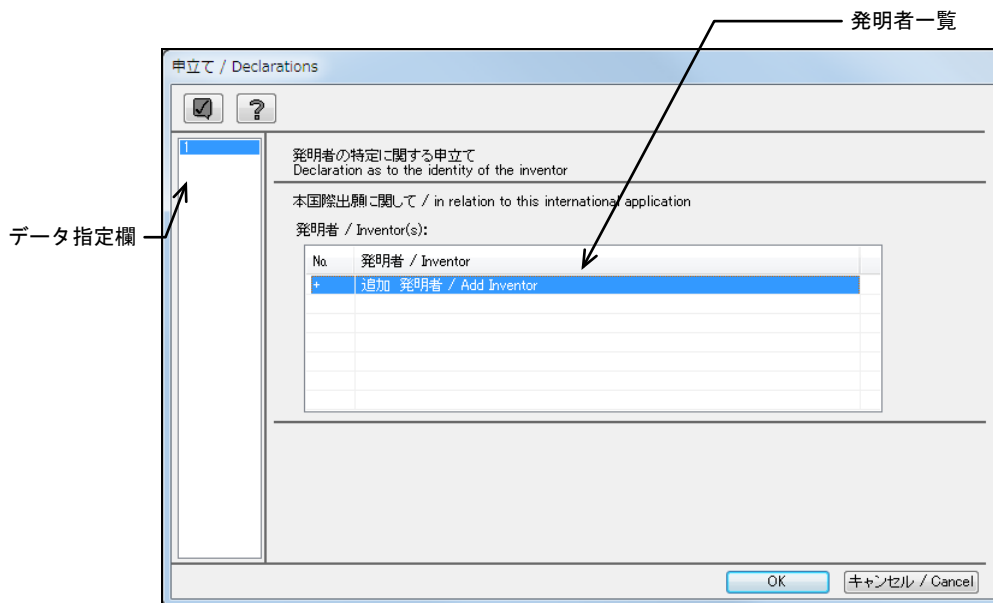 発明者一覧
申立て / Declarations
?
1
発明者の特定に関する申立て
Declaration as to the identity of the inventor
本国際出願に関して / in relation to this international application
データ指定欄
発明者 / Inventor(s):
No. 発明者 / Inventor
+ 追加 発明者 / Add Inventor
OK キャンセル / Cancel